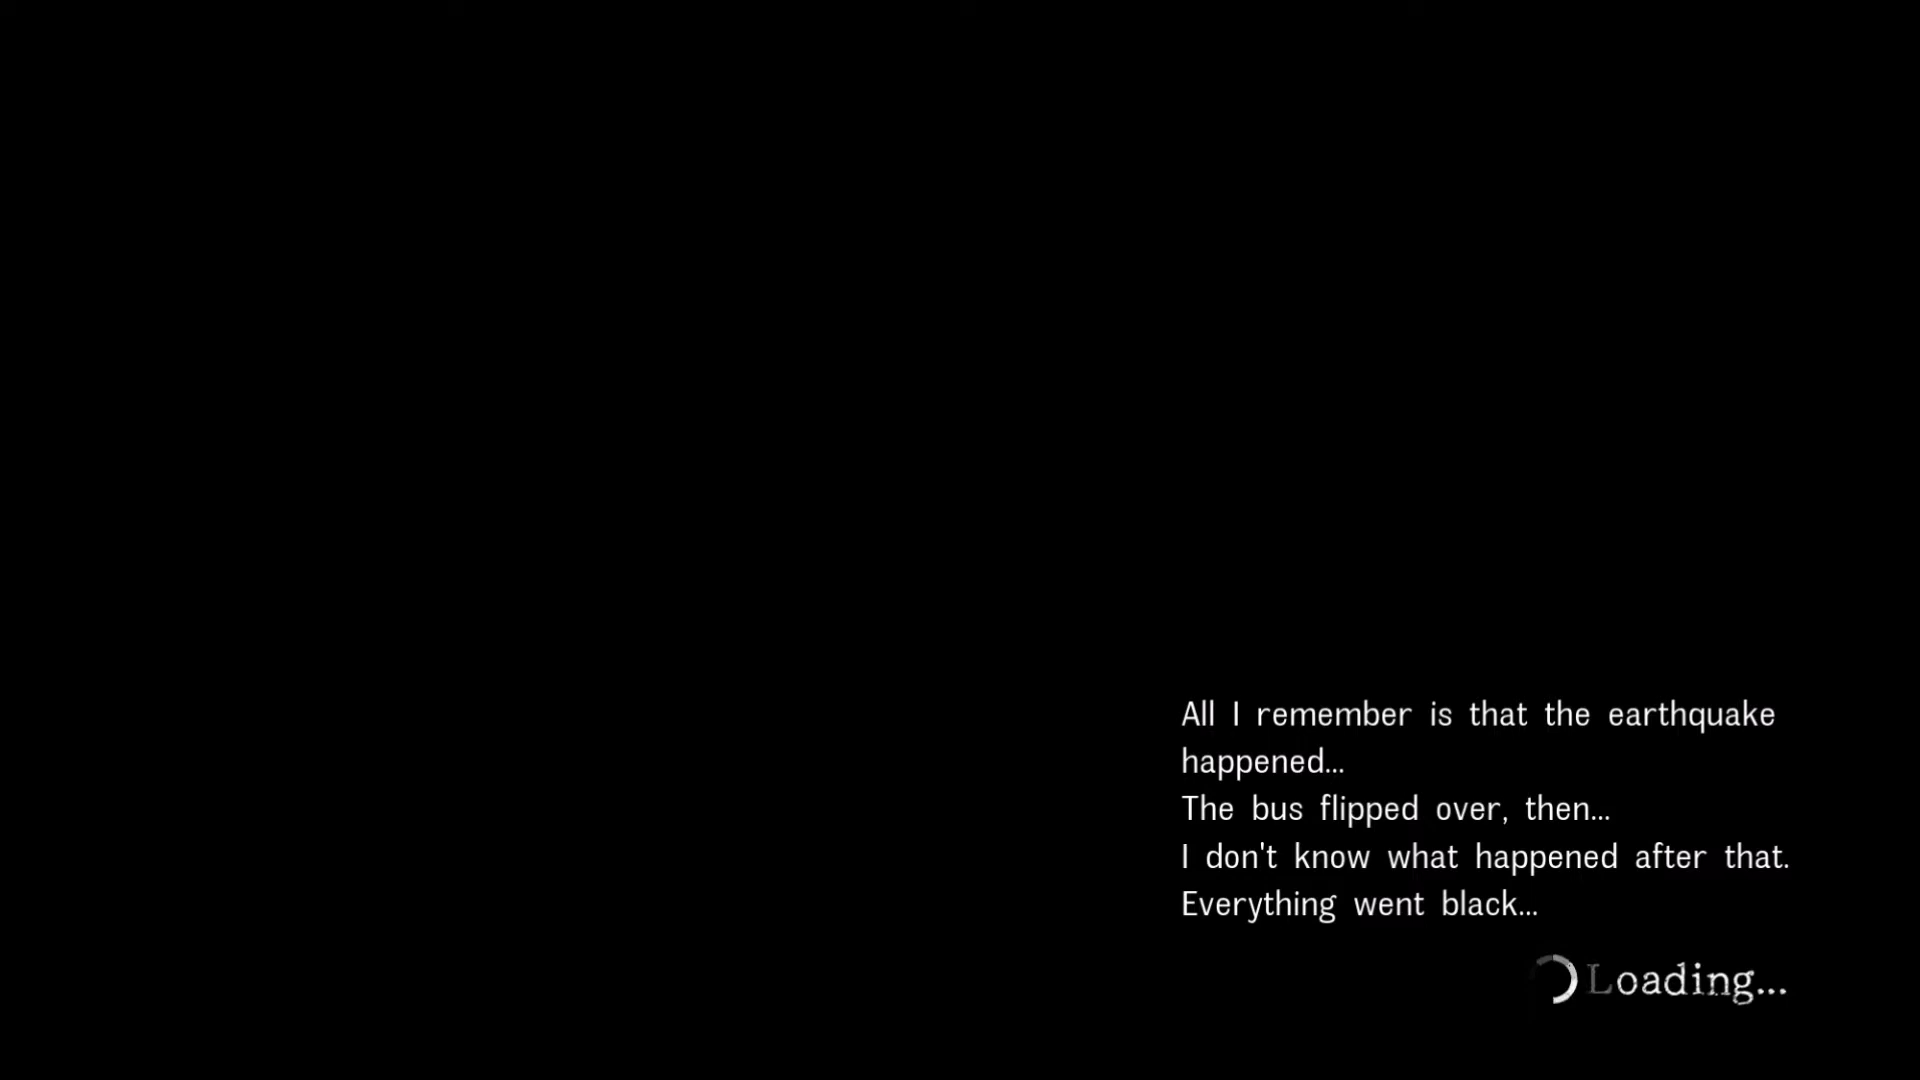 All I remember is that the earthquake
happened...
The bus flipped over, then...
I don't know what happened after that.
Everything went black...
Loading...